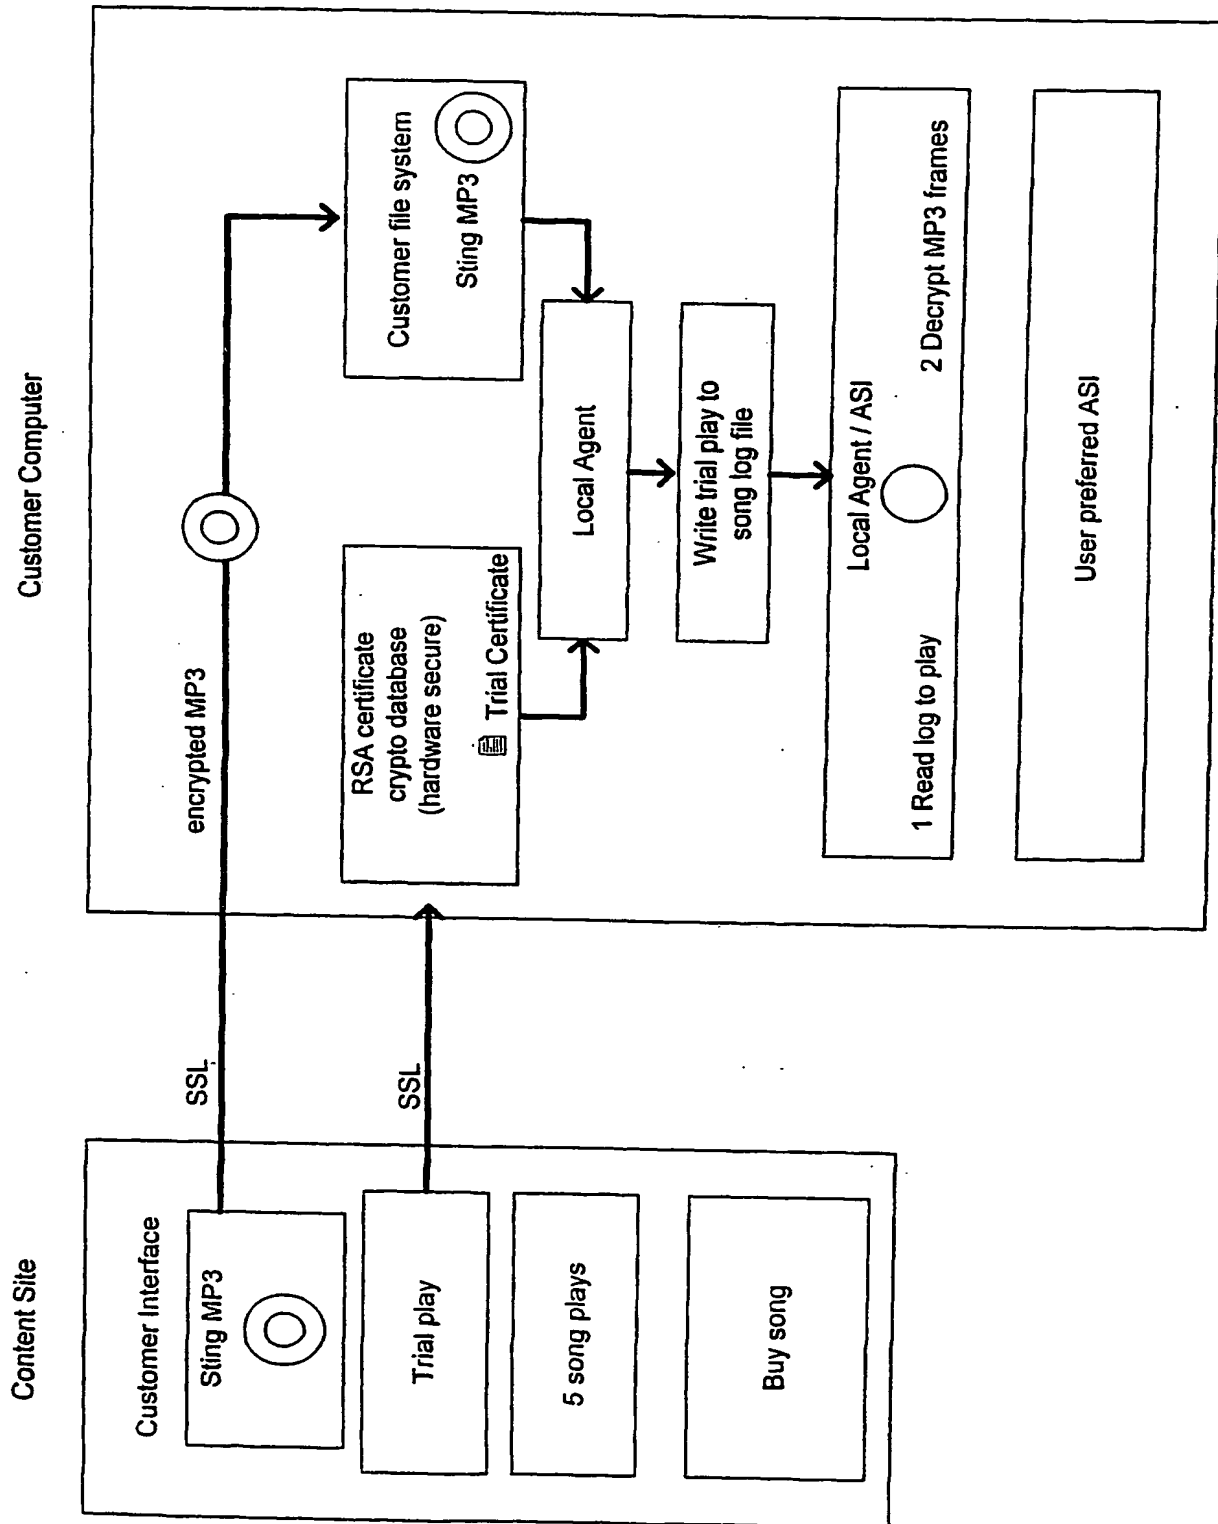 Content Site
Customer Interface
Sting MP3
Trial play
5 song plays
Buy song
SSL
SSL
Customer Computer
encrypted MP3
RSA certificate
crypto database
(hardware secure)
Trial Certificate
Customer file system
Sting MP3
Local Agent
Write trial play to
song log file
Local Agent / ASI
1 Read log to play
2 Decrypt MP3 frames
User preferred ASI